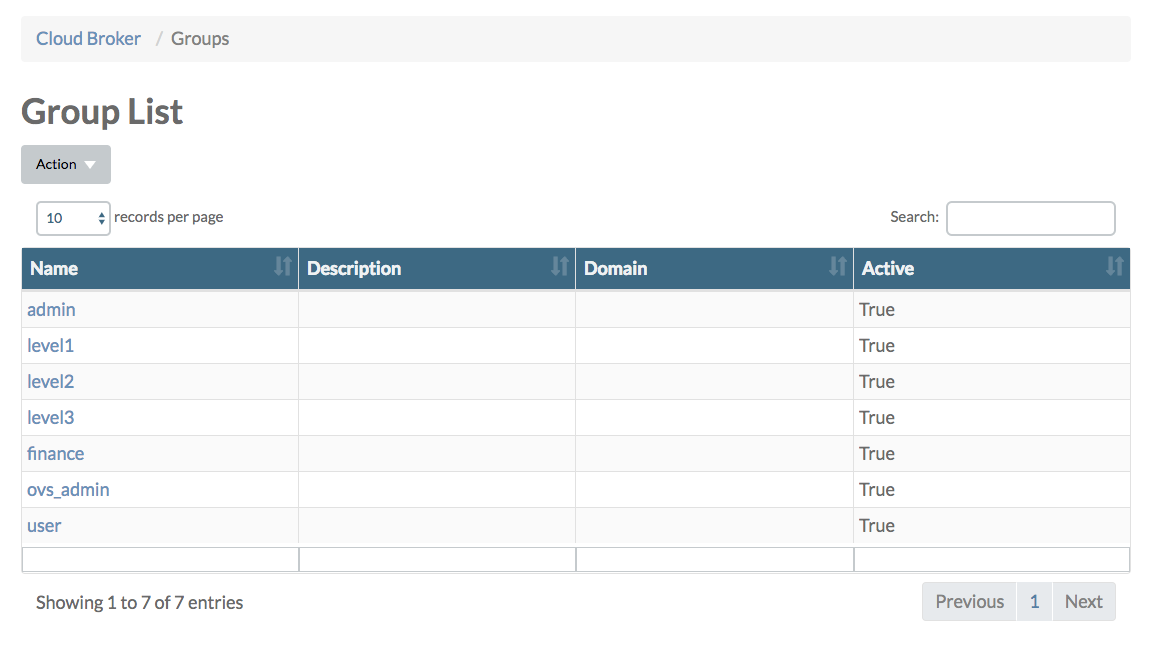 Cloud Broker / Groups
Group List
Action
10 records per page Search:
Name Description Domain Active
admin True
level1 True
level2 True
level3 True
finance True
ovs_admin True
user True
Showing 1 to 7 of 7 entries Previous 1 Next